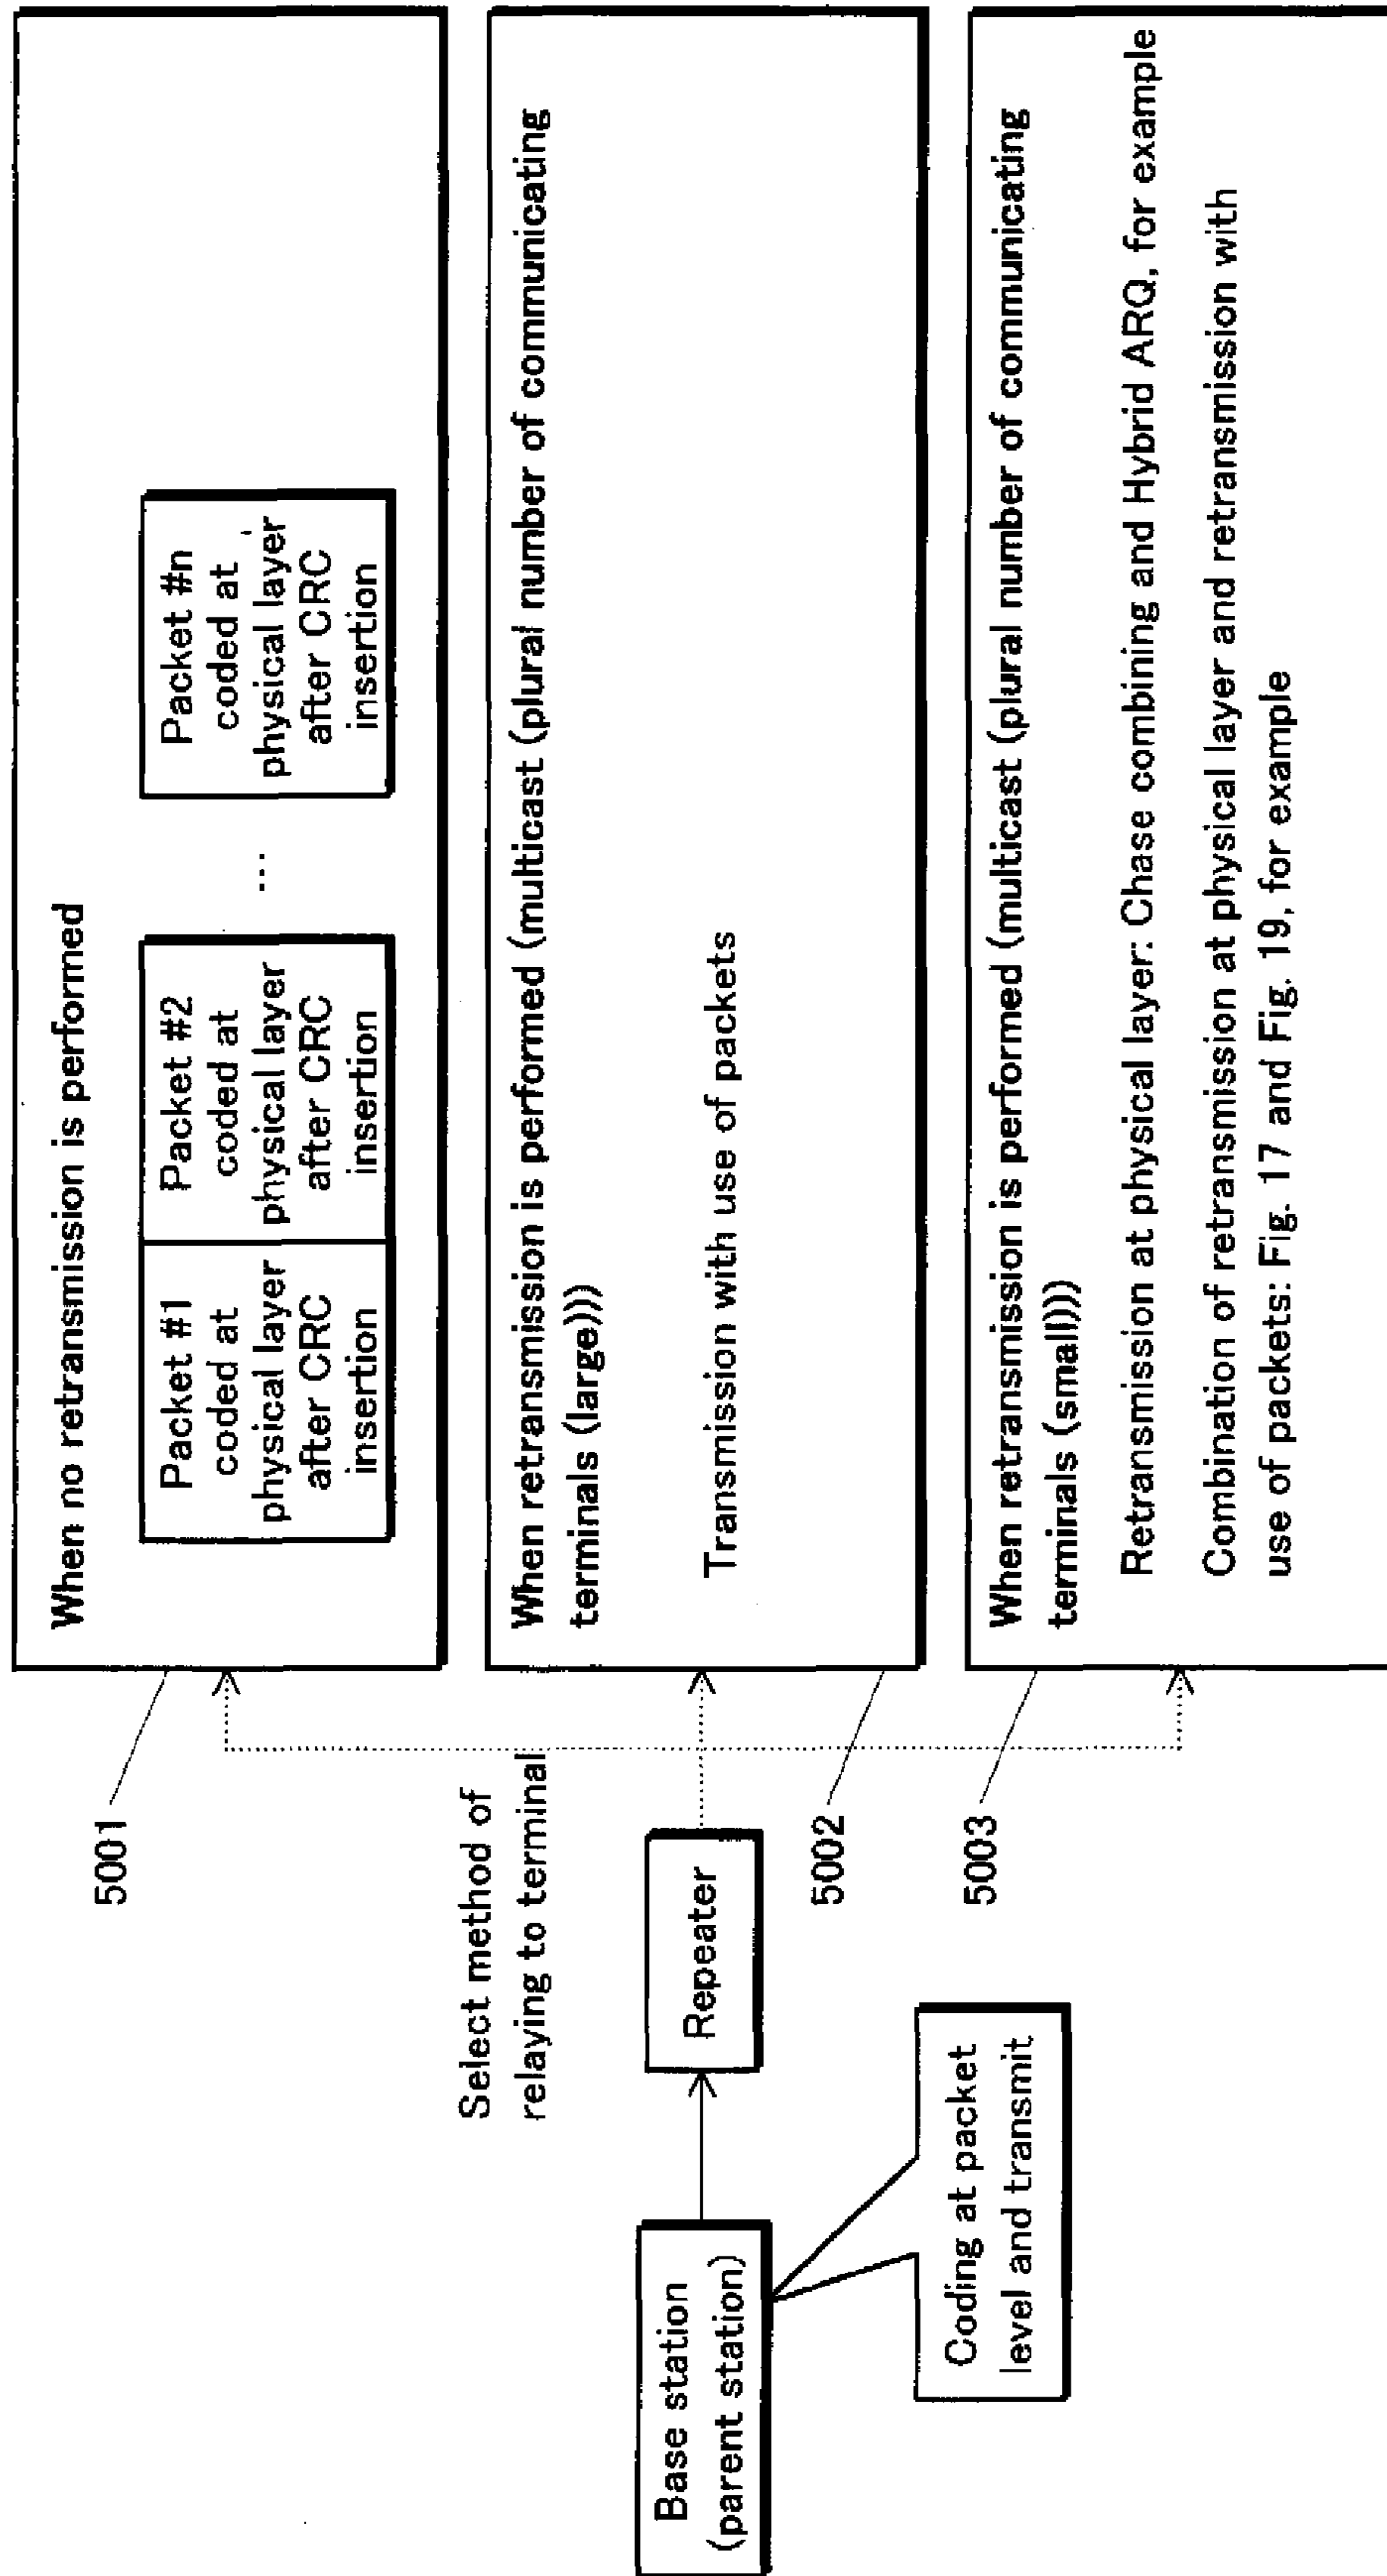 When no retransmission is performed
Packet #1
coded at
physical layer
after CRC
insertion
Packet #2
coded at
physical layer
after CRC
insertion
...
Packet #n
coded at
physical layer
after CRC
insertion
5001
Select method of
relaying to terminal
When retransmission is performed (multicast (plural number of communicating
terminals (large)))
Transmission with use of packets
Base station
(parent station)
Repeater
5002
Coding at packet
level and transmit
5003
When retransmission is performed (multicast (plural number of communicating
terminals (small)))
Retransmission at physical layer: Chase combining and Hybrid ARQ, for example
Combination of retransmission at physical layer and retransmission with
use of packets: Fig. 17 and Fig. 19, for example